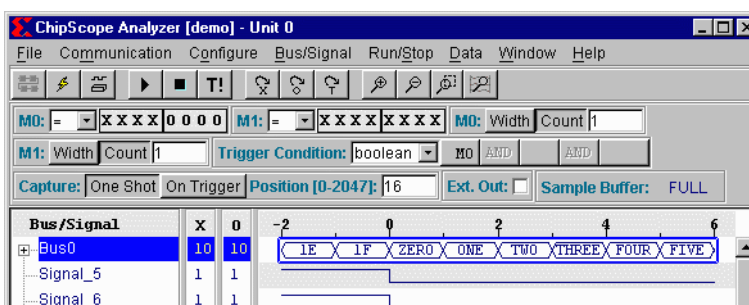 ChipScope Analyzer [demo] - Unit 0
File Communication Configure Bus/Signal Run/Stop Data Window Help
T!
M0: = X X X X 0 0 0 0 M1: = X X X X X X X X M0: Width Count 1
M1: Width Count 1 Trigger Condition: boolean M0 AND AND
Capture: One Shot On Trigger Position [0-2047]: 16 Ext. Out: Sample Buffer: FULL
Bus/Signal X 0 -2 0 2 4 6
Bus0 10 10 1E 1F ZERO ONE TWO THREE FOUR FIVE
Signal_5 1 1
Signal_6 1 1